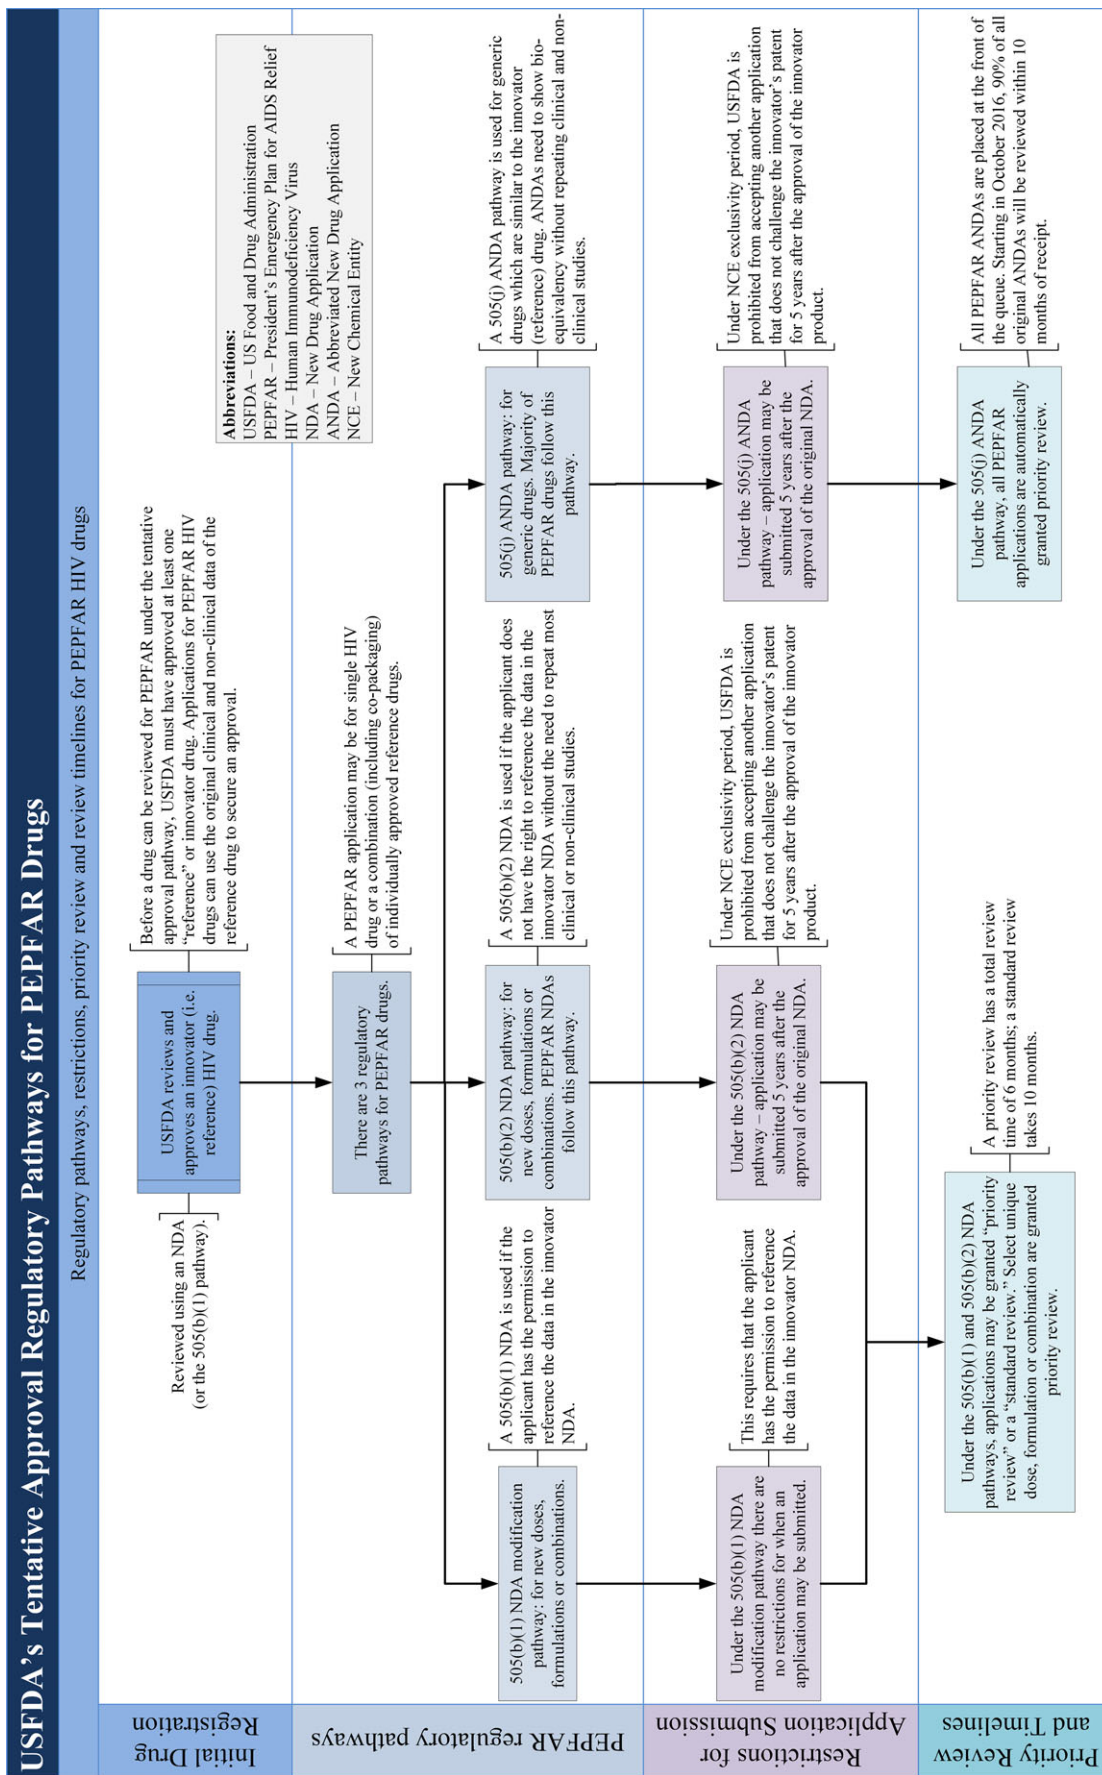 USFDA's Tentative Approval Regulatory Pathways for PEPFAR Drugs
Regulatory pathways, restrictions, priority review and review timelines for PEPFAR HIV drugs
Initial Drug
Registration
Reviewed using an NDA
(or the 505(b)(1) pathway).
USFDA reviews and
approves an innovator (i.e.
reference) HIV drug.
Before a drug can be reviewed for PEPFAR under the tentative
approval pathway, USFDA must have approved at least one
“reference” or innovator drug. Applications for PEPFAR HIV
drugs can use the original clinical and non-clinical data of the
reference drug to secure an approval.
Abbreviations:
USFDA – US Food and Drug Administration
PEPFAR – President's Emergency Plan for AIDS Relief
HIV – Human Immunodeficiency Virus
NDA – New Drug Application
ANDA – Abbreviated New Drug Application
NCE – New Chemical Entity
PEPFAR regulatory pathways
There are 3 regulatory
pathways for PEPFAR drugs.
A PEPFAR application may be for single HIV
drug or a combination (including co-packaging)
of individually approved reference drugs.
505(b)(1) NDA modification
pathway: for new doses,
formulations or combinations.
A 505(b)(1) NDA is used if the
applicant has the permission to
reference the data in the innovator
NDA.
505(b)(2) NDA pathway: for
new doses, formulations or
combinations. PEPFAR NDAs
follow this pathway.
A 505(b)(2) NDA is used if the applicant does
not have the right to reference the data in the
innovator NDA without the need to repeat most
clinical or non-clinical studies.
505(j) ANDA pathway: for
generic drugs. Majority of
PEPFAR drugs follow this
pathway.
A 505(j) ANDA pathway is used for generic
drugs which are similar to the innovator
(reference) drug. ANDAs need to show bio-
equivalency without repeating clinical and non-
clinical studies.
Restrictions for
Application Submission
Under the 505(b)(1) NDA
modification pathway there are
no restrictions for when an
application may be submitted.
This requires that the applicant
has the permission to reference
the data in the innovator NDA.
Under the 505(b)(2) NDA
pathway – application may be
submitted 5 years after the
approval of the original NDA.
Under NCE exclusivity period, USFDA is
prohibited from accepting another application
that does not challenge the innovator's patent
for 5 years after the approval of the innovator
product.
Under the 505(j) ANDA
pathway – application may be
submitted 5 years after the
approval of the original NDA.
Under NCE exclusivity period, USFDA is
prohibited from accepting another application
that does not challenge the innovator's patent
for 5 years after the approval of the innovator
product.
Priority Review
and Timelines
Under the 505(b)(1) and 505(b)(2) NDA
pathways, applications may be granted “priority
review” or a “standard review.” Select unique
dose, formulation or combination are granted
priority review.
A priority review has a total review
time of 6 months; a standard review
takes 10 months.
Under the 505(j) ANDA
pathway, all PEPFAR
applications are automatically
granted priority review.
All PEPFAR ANDAs are placed at the front of
the queue. Starting in October 2016, 90% of all
original ANDAs will be reviewed within 10
months of receipt.